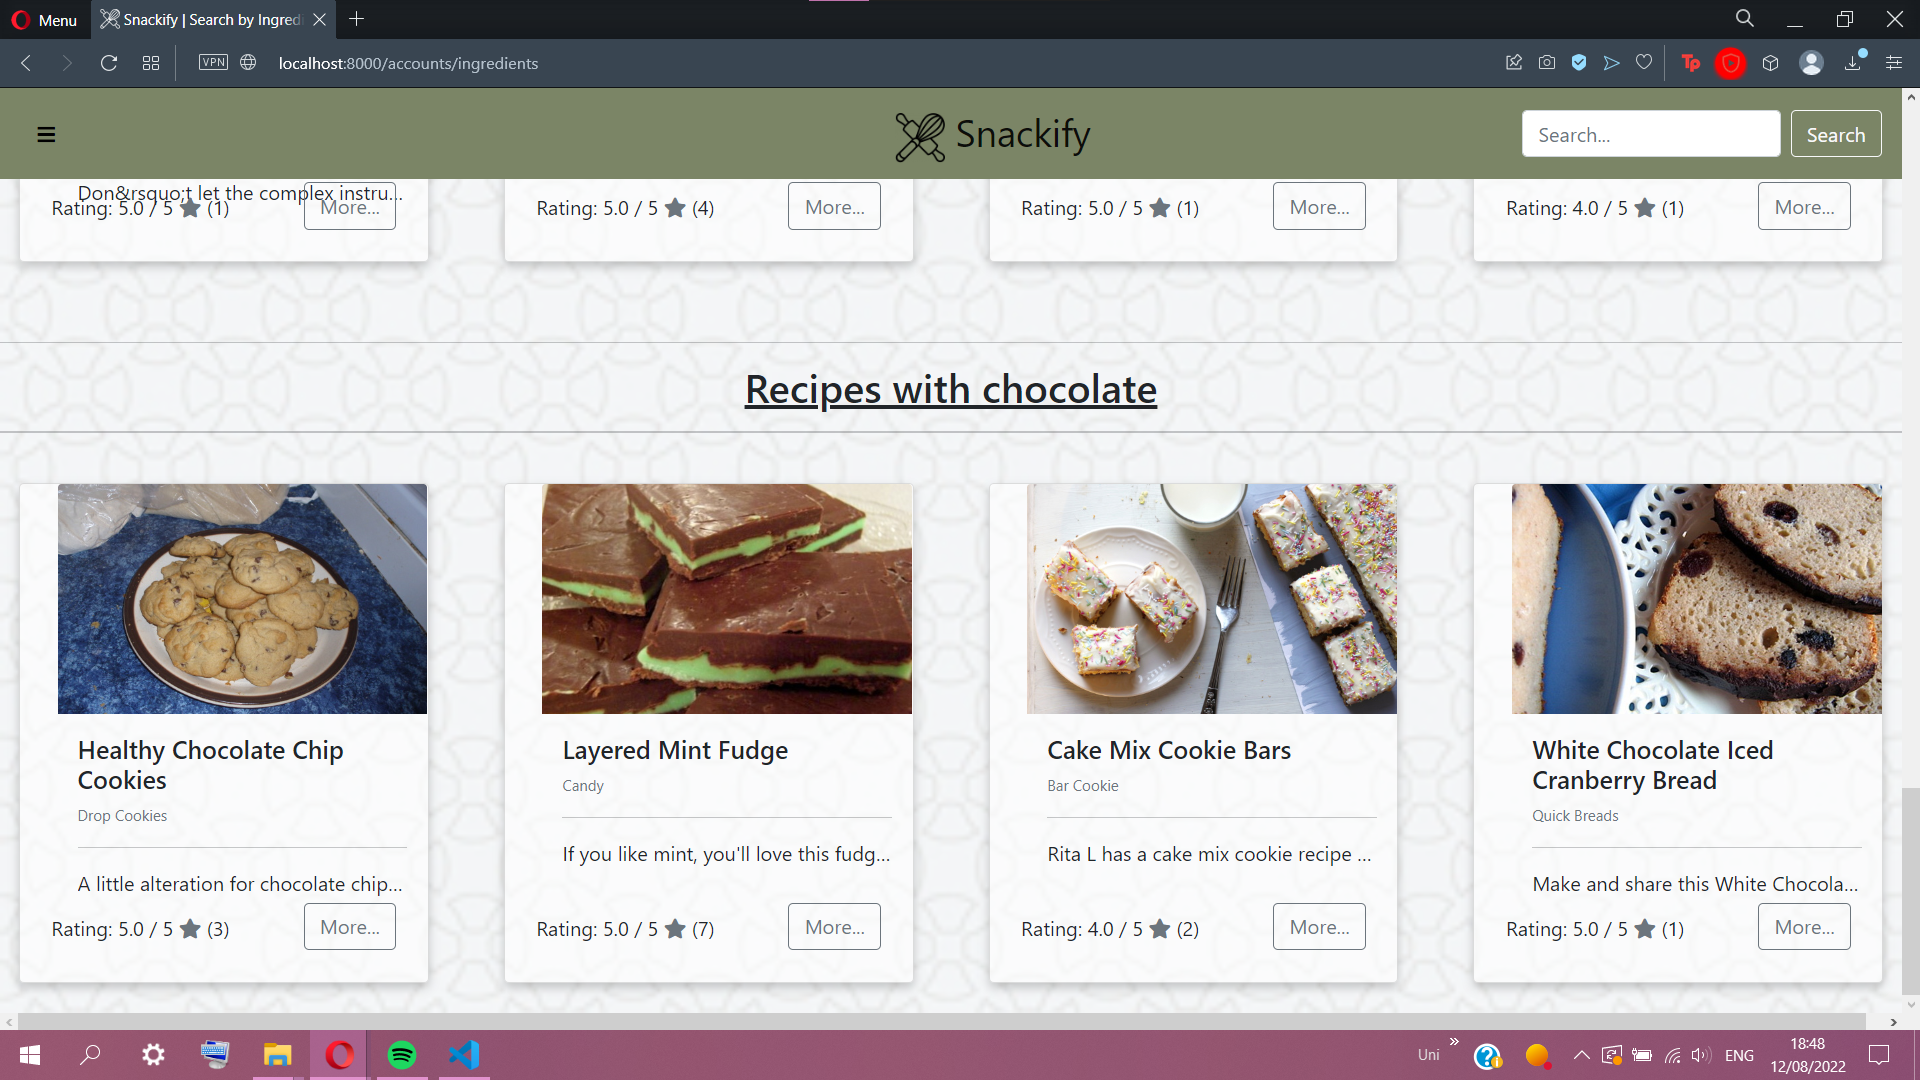 Menu
Snackify | Search by Ingred
VPN
localhost:8000/accounts/ingredients
Tp
Snackify
Search...
Search
Don&rsquo;t let the complex instru...
Rating: 5.0 / 5 (1)
More...
Rating: 5.0 / 5 (4)
More...
Rating: 5.0 / 5 (1)
More...
Rating: 4.0 / 5 (1)
More...
Recipes with chocolate
Healthy Chocolate Chip
Cookies
Drop Cookies
A little alteration for chocolate chip...
Rating: 5.0 / 5 (3)
More...
Layered Mint Fudge
Candy
If you like mint, you'll love this fudg...
Rating: 5.0 / 5 (7)
More...
Cake Mix Cookie Bars
Bar Cookie
Rita L has a cake mix cookie recipe ...
Rating: 4.0 / 5 (2)
More...
White Chocolate Iced
Cranberry Bread
Quick Breads
Make and share this White Chocola...
Rating: 5.0 / 5 (1)
More...
Uni
ENG
18:48
12/08/2022